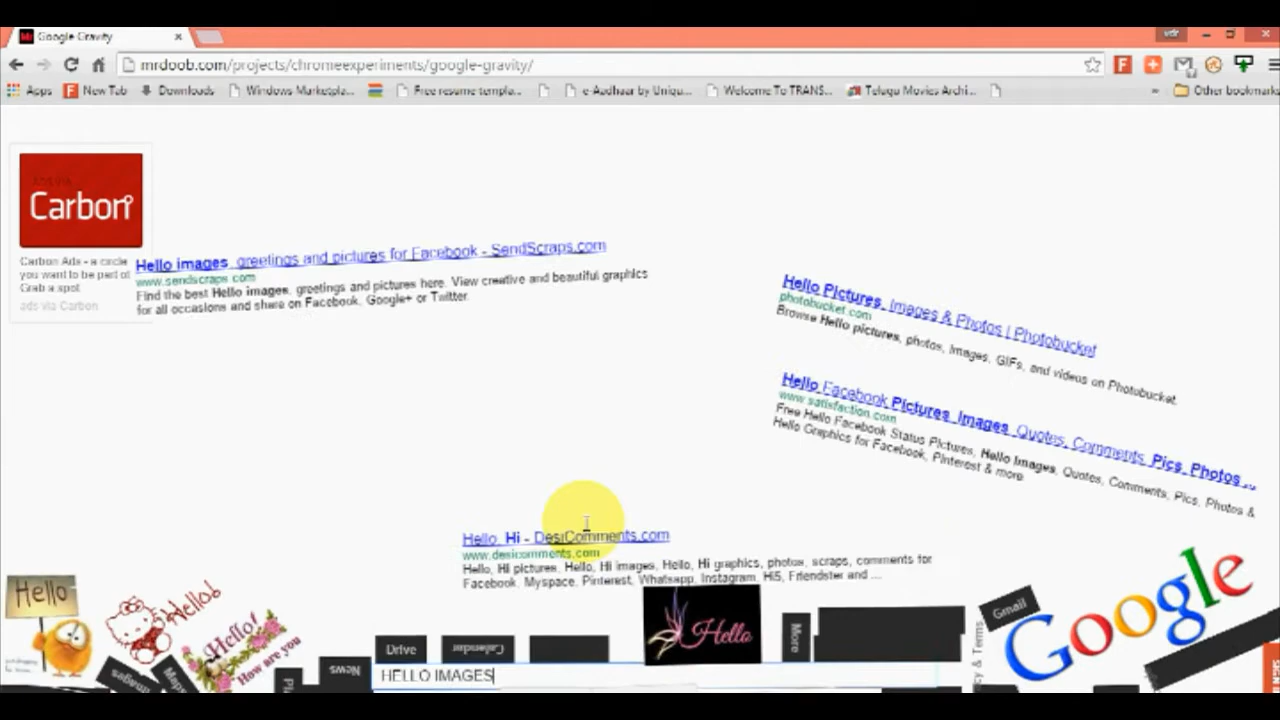 Google Gravity
vdr
mrdoob.com/projects/chromeexperiments/google-gravity/
Apps
New Tab
Downloads
Windows Marketpla...
Free resume templa...
e-Aadhaar by Uniqu...
Welcome To TRANS...
Telugu Movies Archi...
»
Other bookmarks
Carbon
Carbon Ads - a circle
you want to be part of
Grab a spot
ads via Carbon
Hello images, greetings and pictures for Facebook - SendScraps.com
www.sendscraps.com
Find the best Hello images, greetings and pictures here. View creative and beautiful graphics
for all occasions and share on Facebook, Google+ or Twitter.
Hello Pictures, Images & Photos | Photobucket
photobucket.com
Browse Hello pictures, photos, images, GIFs, and videos on Photobucket.
Hello Facebook Pictures, Images, Quotes, Comments, Pics, Photos ...
www.satisfaction.com
Free Hello Facebook Status Pictures, Hello Images, Quotes, Comments, Pics, Photos &
Hello Graphics for Facebook, Pinterest & more.
Hello, Hi - DesiComments.com
www.desicomments.com
Hello, Hi pictures. Hello, Hi images, Hello, Hi graphics, photos, scraps, comments for
Facebook, Myspace, Pinterest, Whatsapp, Instagram, Hi5, Friendster and ...
Hello
Hello
Hello!
How are you
Hello
Images
News
Drive
Calendar
More
Gmail
Google
& Terms
HELLO IMAGES